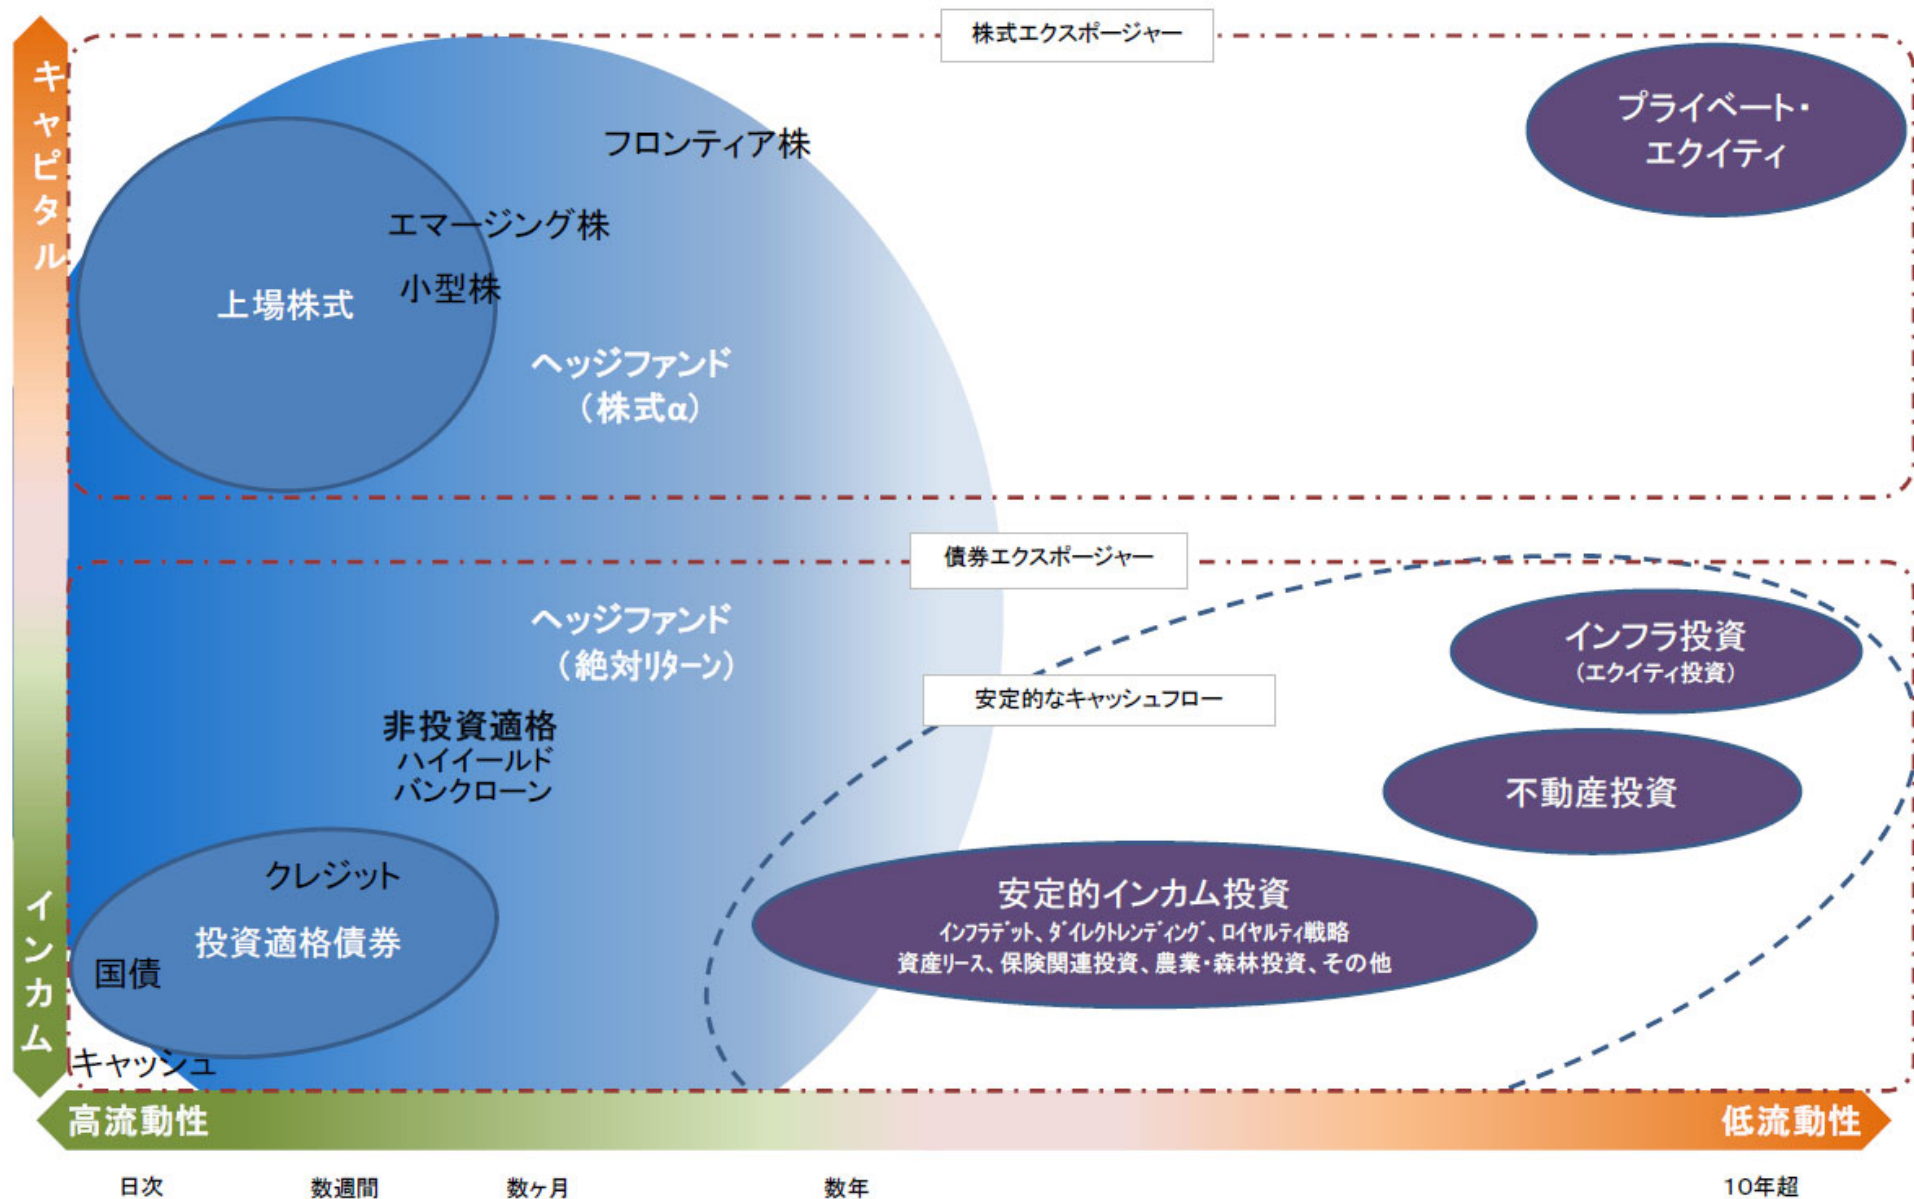 株式エクスポージャー
キャピタル
プライベート・
エクイティ
フロンティア株
エマージング株
小型株
上場株式
ヘッジファンド
（株式α）
債券エクスポージャー
ヘッジファンド
（絶対リターン）
インフラ投資
（エクイティ投資）
安定的なキャッシュフロー
非投資適格
ハイイールド
バンクローン
不動産投資
クレジット
投資適格債券
国債
安定的インカム投資
インフラデット、ダイレクトレンディング、ロイヤルティ戦略
資産リース、保険関連投資、農業・森林投資、その他
インカム
キャッシュ
高流動性
低流動性
日次
数週間
数ヶ月
数年
10年超